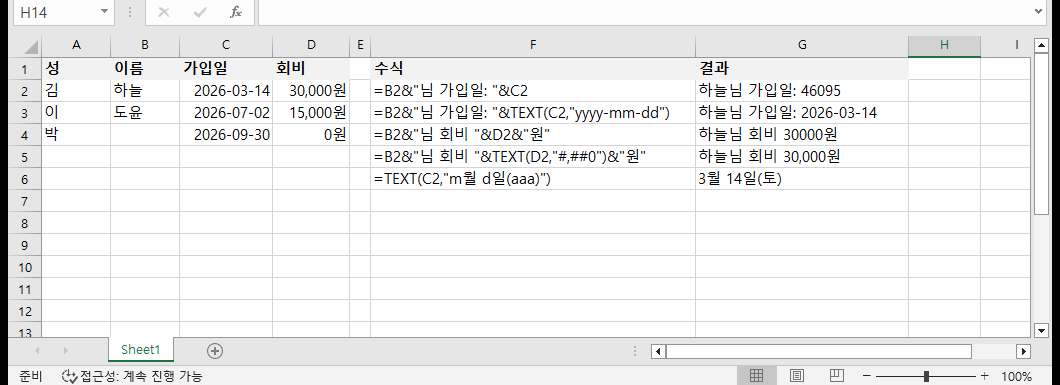 H14
fx
A B C D E F G H I
1 성 이름 가입일 회비 수식 결과
2 김 하늘 2026-03-14 30,000원 =B2&"님 가입일: "&C2 하늘님 가입일: 46095
3 이 도윤 2026-07-02 15,000원 =B2&"님 가입일: "&TEXT(C2,"yyyy-mm-dd") 하늘님 가입일: 2026-03-14
4 박 2026-09-30 0원 =B2&"님 회비 "&D2&"원" 하늘님 회비 30000원
5 =B2&"님 회비 "&TEXT(D2,"#,##0")&"원" 하늘님 회비 30,000원
6 =TEXT(C2,"m월 d일(aaa)") 3월 14일(토)
7
8
9
10
11
12
13
Sheet1
준비 접근성: 계속 진행 가능 100%